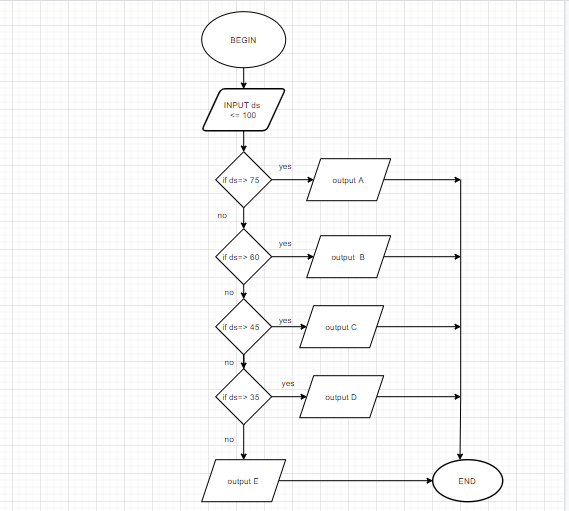 BEGIN
INPUT ds
<= 100
if ds=> 75
yes
output A
no
if ds=> 60
yes
output B
no
if ds=> 45
yes
output C
no
if ds=> 35
yes
output D
no
output E
END